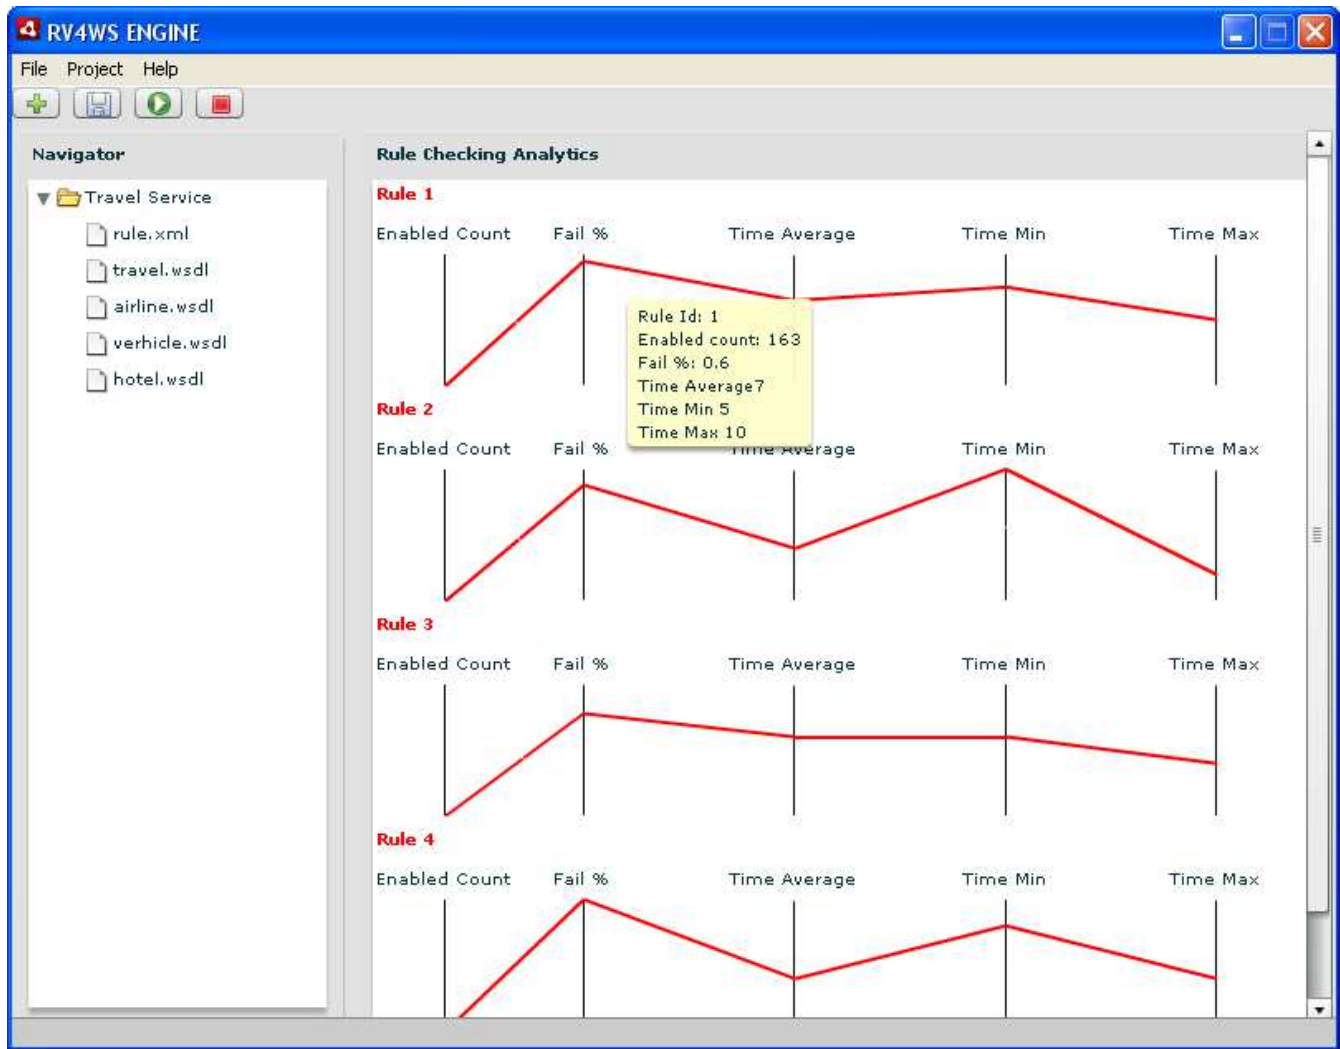 RV4WS ENGINE
File Project Help
Navigator
Travel Service
rule.xml
travel.wsdl
airline.wsdl
verhicle.wsdl
hotel.wsdl
Rule Checking Analytics
Rule 1
Enabled Count Fail % Time Average Time Min Time Max
Rule Id: 1
Enabled count: 163
Fail %: 0.6
Time Average7
Time Min 5
Time Max 10
Rule 2
Enabled Count Fail % Time Average Time Min Time Max
Rule 3
Enabled Count Fail % Time Average Time Min Time Max
Rule 4
Enabled Count Fail % Time Average Time Min Time Max